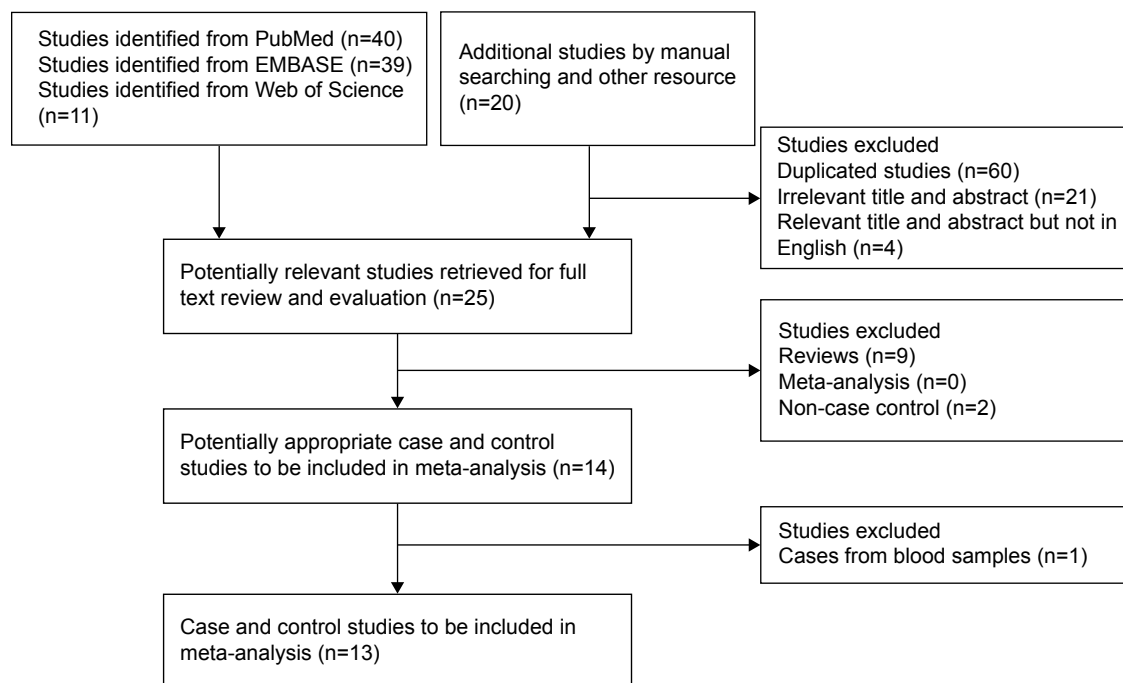 Studies identified from PubMed (n=40)
Studies identified from EMBASE (n=39)
Studies identified from Web of Science
(n=11)
Additional studies by manual
searching and other resource
(n=20)
Studies excluded
Duplicated studies (n=60)
Irrelevant title and abstract (n=21)
Relevant title and abstract but not in
English (n=4)
Potentially relevant studies retrieved for full
text review and evaluation (n=25)
Studies excluded
Reviews (n=9)
Meta-analysis (n=0)
Non-case control (n=2)
Potentially appropriate case and control
studies to be included in meta-analysis (n=14)
Studies excluded
Cases from blood samples (n=1)
Case and control studies to be included in
meta-analysis (n=13)